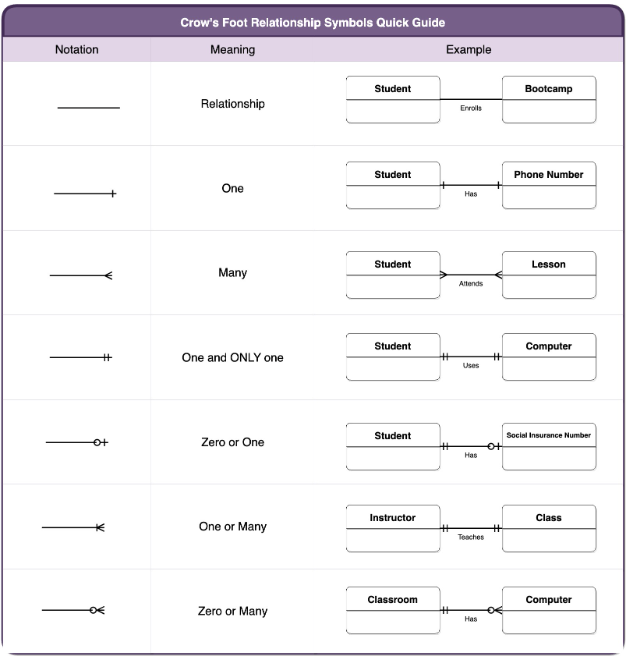 Crow's Foot Relationship Symbols Quick Guide
Notation Meaning Example
Relationship
Student Bootcamp
Enrolls
One
Student Phone Number
Has
Many
Student Lesson
Attends
One and ONLY one
Student Computer
Uses
Zero or One
Student Social Insurance Number
Has
One or Many
Instructor Class
Teaches
Zero or Many
Classroom Computer
Has